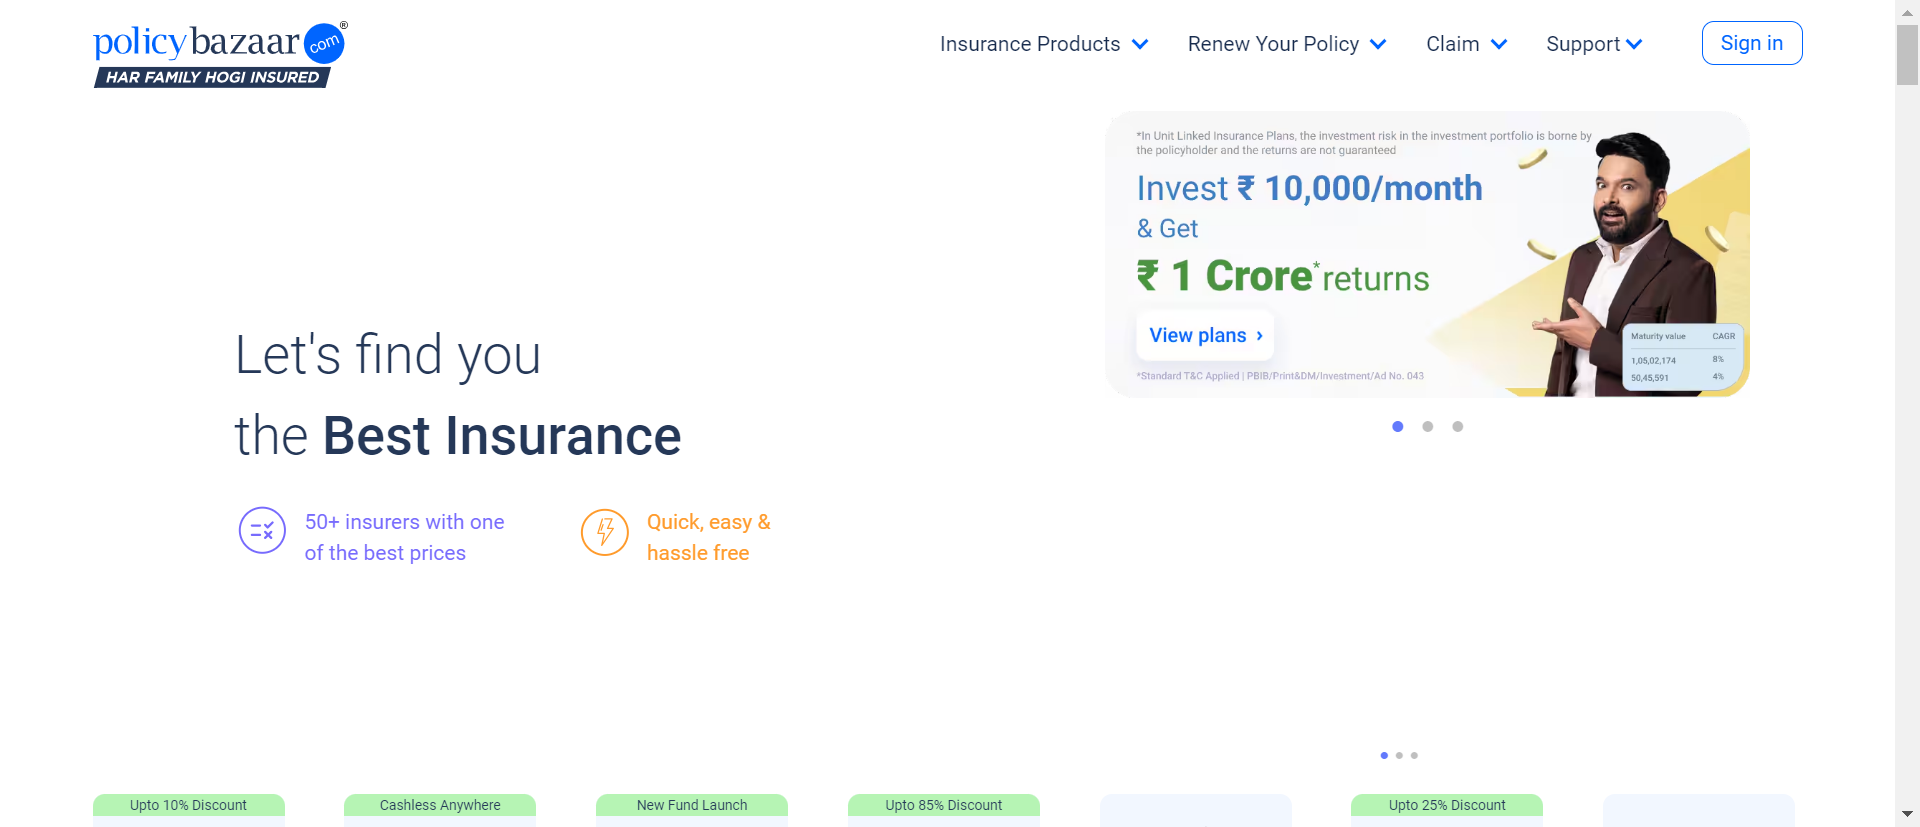 policybazaar.com®
HAR FAMILY HOGI INSURED
Insurance Products
Renew Your Policy
Claim
Support
Sign in
*In Unit Linked Insurance Plans, the investment risk in the investment portfolio is borne by
the policyholder and the returns are not guaranteed
Invest ₹ 10,000/month
& Get
₹ 1 Crore* returns
View plans ›
*Standard T&C Applied | PBIB/Print&DM/Investment/Ad No. 043
Maturity value CAGR
1,05,02,174 8%
50,45,591 4%
Let's find you
the Best Insurance
50+ insurers with one
of the best prices
Quick, easy &
hassle free
Upto 10% Discount
Cashless Anywhere
New Fund Launch
Upto 85% Discount
Upto 25% Discount